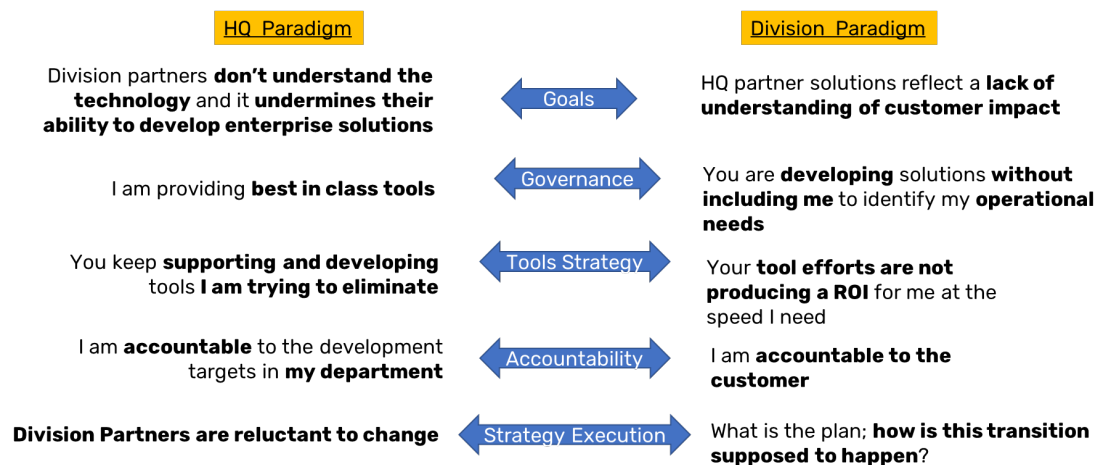 HQ Paradigm
Division Paradigm
Division partners don't understand the
technology and it undermines their
ability to develop enterprise solutions
Goals
HQ partner solutions reflect a lack of
understanding of customer impact
I am providing best in class tools
Governance
You are developing solutions without
including me to identify my operational
needs
You keep supporting and developing
tools I am trying to eliminate
Tools Strategy
Your tool efforts are not
producing a ROI for me at the
speed I need
I am accountable to the development
targets in my department
Accountability
I am accountable to the
customer
Division Partners are reluctant to change
Strategy Execution
What is the plan; how is this transition
supposed to happen?